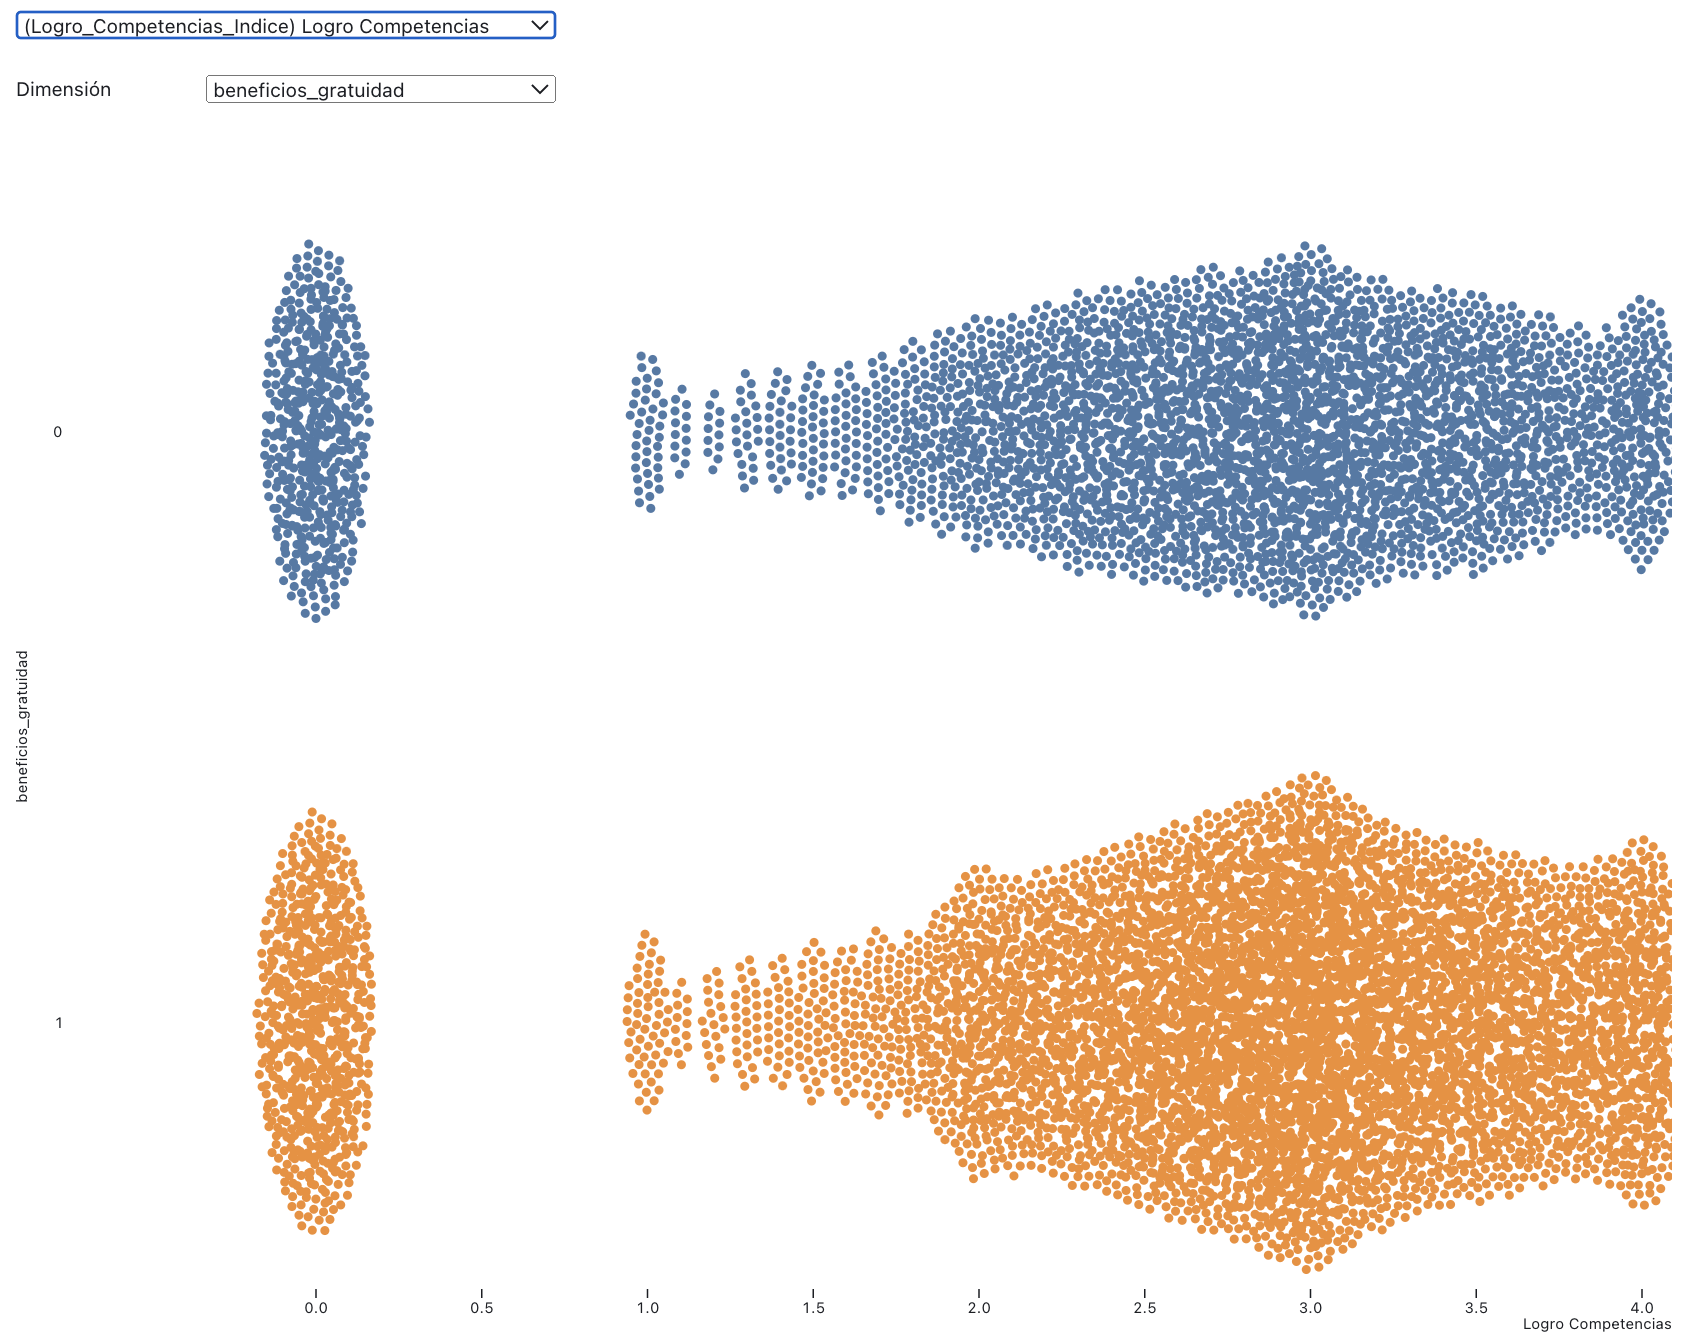 (Logro_Competencias_Indice) Logro Competencias
Dimensión
beneficios_gratuidad
0
beneficios_gratuidad
1
0.0
0.5
1.0
1.5
2.0
2.5
3.0
3.5
4.0
Logro Competencias